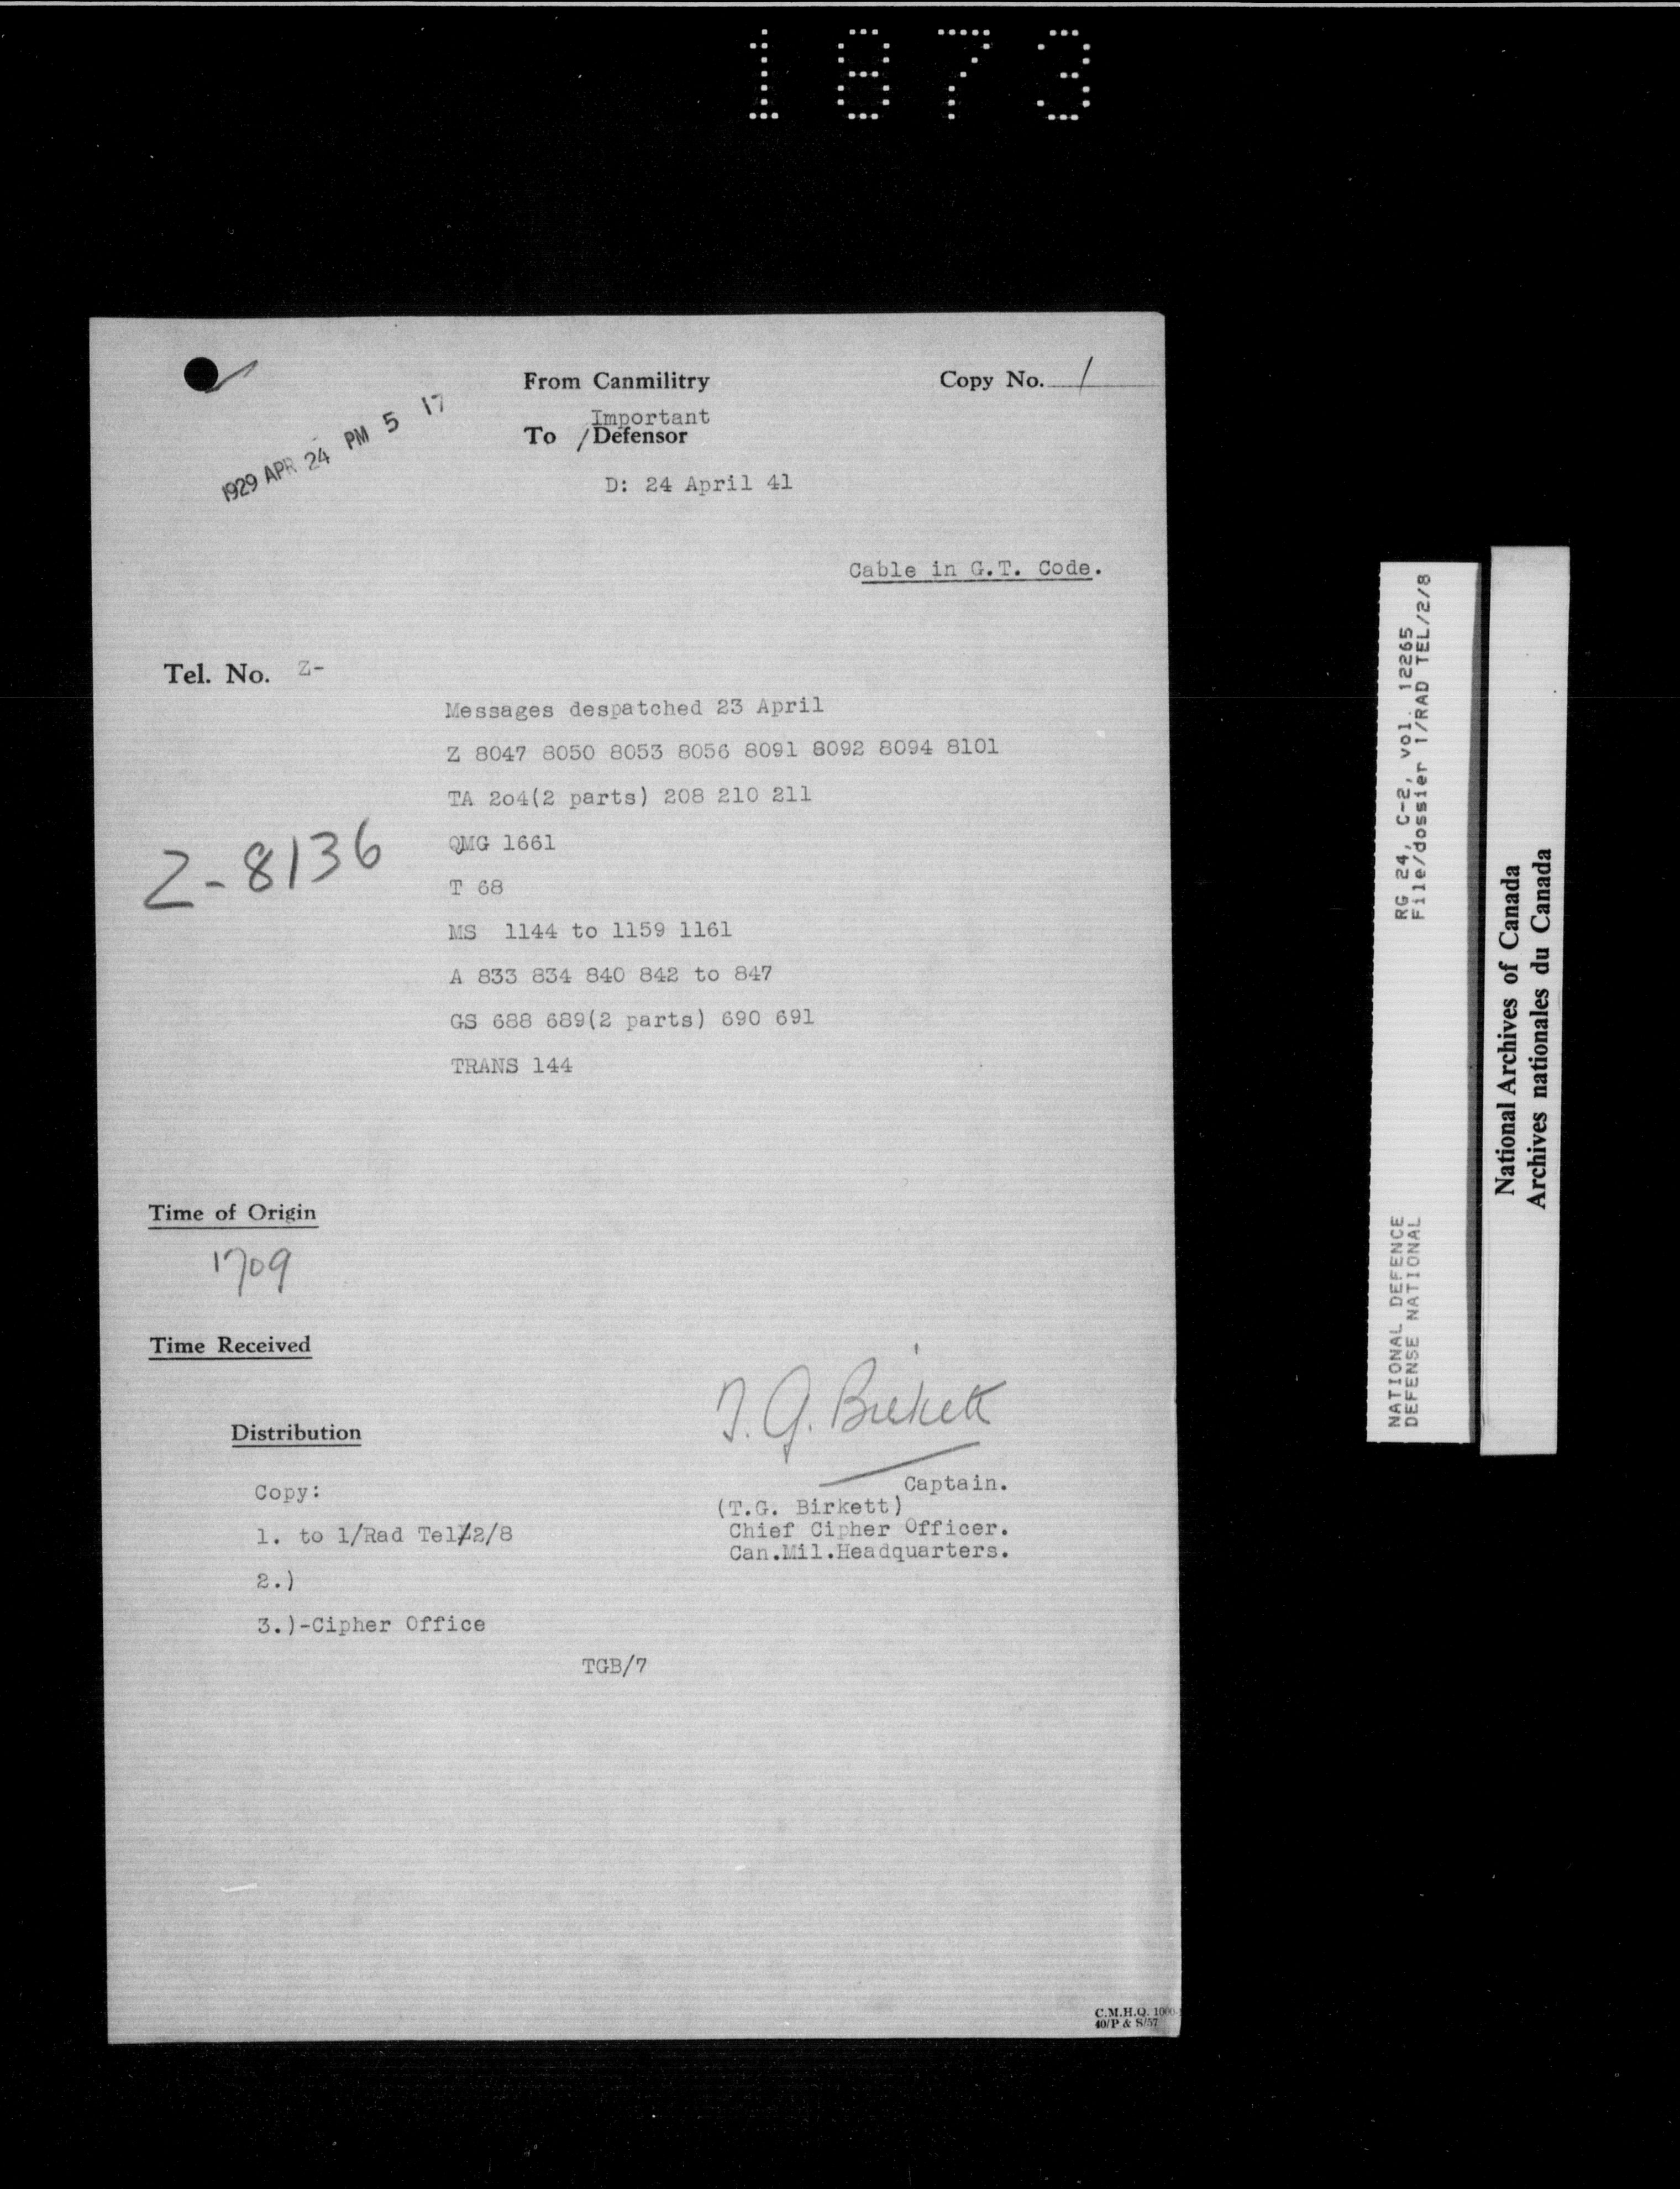 1873
From Canmilitry
Copy No. 1
Important
To /Defensor
1929 APR 24 PM 5 17
D: 24 April 41
Cable in G.T. Code.
Tel. No. Z-
Messages despatched 23 April
Z 8047 8050 8053 8056 8091 8092 8094 8101
TA 2o4(2 parts) 208 210 211
Z-8136
QMG 1661
T 68
MS 1144 to 1159 1161
A 833 834 840 842 to 847
GS 688 689(2 parts) 690 691
TRANS 144
Time of Origin
1709
Time Received
T. G. Birkett
Distribution
Captain.
(T.G. Birkett)
Chief Cipher Officer.
Can.Mil.Headquarters.
Copy:
1. to 1/Rad Tel/2/8
2.)
3.)-Cipher Office
TGB/7
C.M.H.Q. 1000-
40/P & S/57
RG 24, C-2, vol. 12265
File/dossier 1/RAD TEL/2/8
NATIONAL DEFENCE
DEFENSE NATIONAL
National Archives of Canada
Archives nationales du Canada